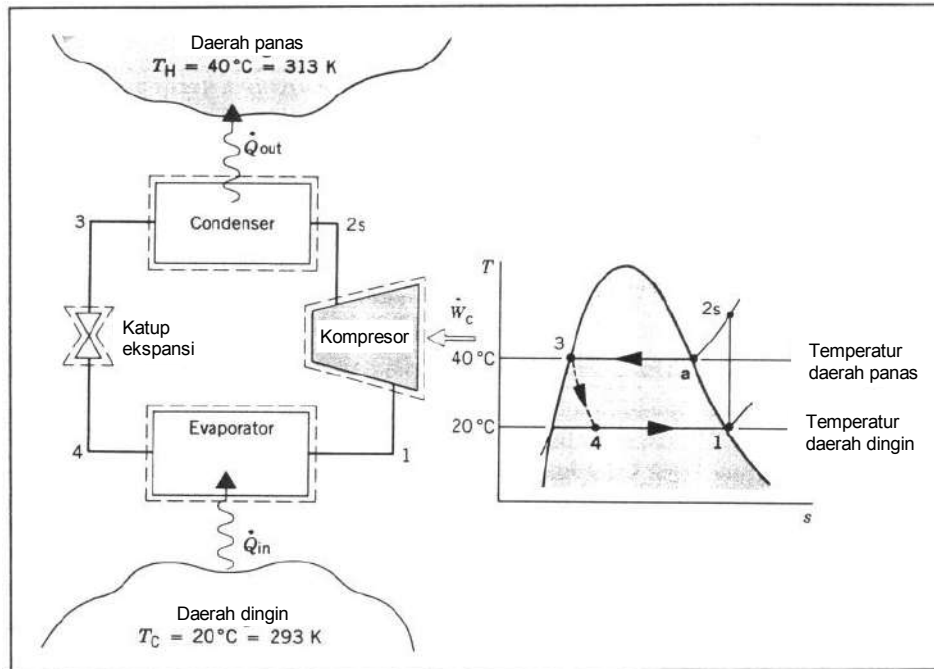 Daerah panas
T_H = 40°C = 313 K
Q̇out
3
Condenser
2s
Katup
ekspansi
Kompresor
Ẇ_c
4
Evaporator
1
Q̇in
Daerah dingin
T_C = 20°C = 293 K
T
2s
3
40°C
a
Temperatur
daerah panas
20°C
4
1
Temperatur
daerah dingin
s